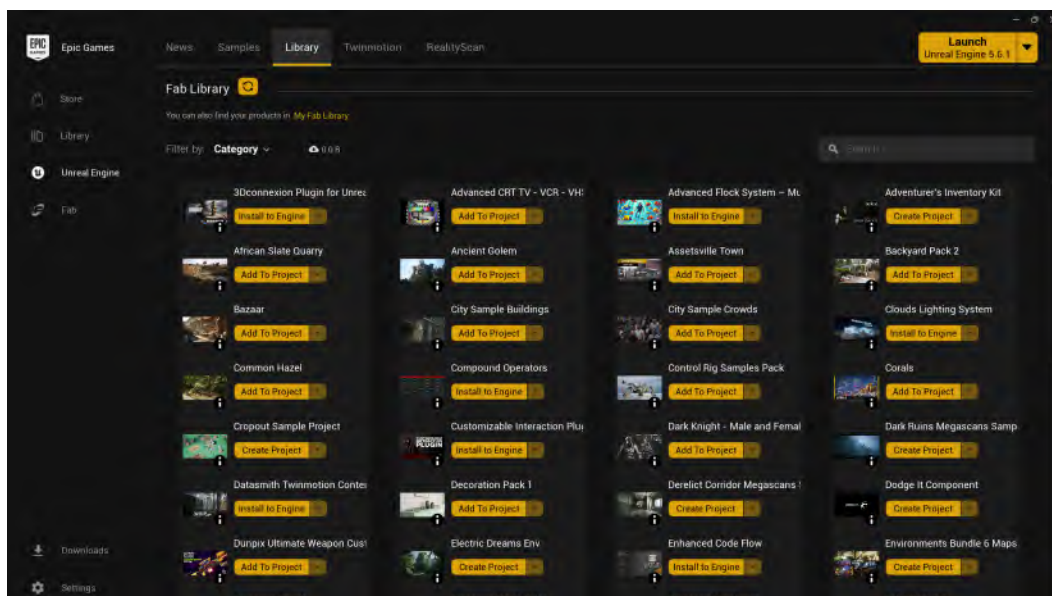 EPIC GAMES
Epic Games
News Samples Library Twinmotion RealityScan
Launch
Unreal Engine 5.6.1
Fab Library
Store
You can also find your products in My Fab Library
Library
Filter by: Category 0.0 B
Unreal Engine
Fab
3Dconnexion Plugin for Unrea
Install to Engine
Advanced CRT TV - VCR - VHS
Add To Project
Advanced Flock System – Mu
Install to Engine
Adventurer's Inventory Kit
Create Project
African Slate Quarry
Add To Project
Ancient Golem
Add To Project
Assetsville Town
Add To Project
Backyard Pack 2
Add To Project
Bazaar
Add To Project
City Sample Buildings
Add To Project
City Sample Crowds
Add To Project
Clouds Lighting System
Install to Engine
Common Hazel
Add To Project
Compound Operators
Install to Engine
Control Rig Samples Pack
Add To Project
Corals
Add To Project
Cropout Sample Project
Create Project
Customizable Interaction Plu
PLUGIN
Install to Engine
Dark Knight - Male and Femal
Add To Project
Dark Ruins Megascans Samp
Create Project
Datasmith Twinmotion Conte
Install to Engine
Decoration Pack 1
Add To Project
Derelict Corridor Megascans
Create Project
Dodge It Component
Create Project
Dunpix Ultimate Weapon Cus
Add To Project
Electric Dreams Env
Create Project
Enhanced Code Flow
Install to Engine
Environments Bundle 6 Maps
Create Project
Downloads
Settings